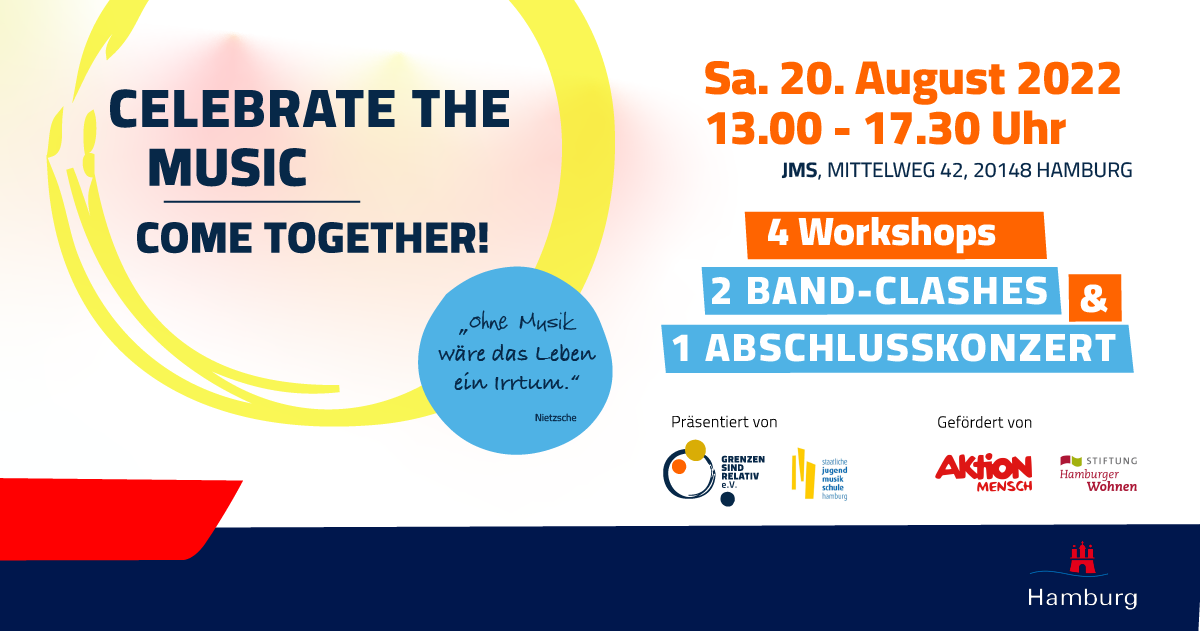 CELEBRATE THE
MUSIC
COME TOGETHER!
„Ohne Musik
wäre das Leben
ein Irrtum.“
Nietzsche
Sa. 20. August 2022
13.00 - 17.30 Uhr
JMS, MITTELWEG 42, 20148 HAMBURG
4 Workshops
2 BAND-CLASHES &
1 ABSCHLUSSKONZERT
Präsentiert von
GRENZEN
SIND
RELATIV
e.V.
staatliche
jugend
musik
schule
hamburg
Gefördert von
AKTION
MENSCH
STIFTUNG
Hamburger
Wohnen
Hamburg